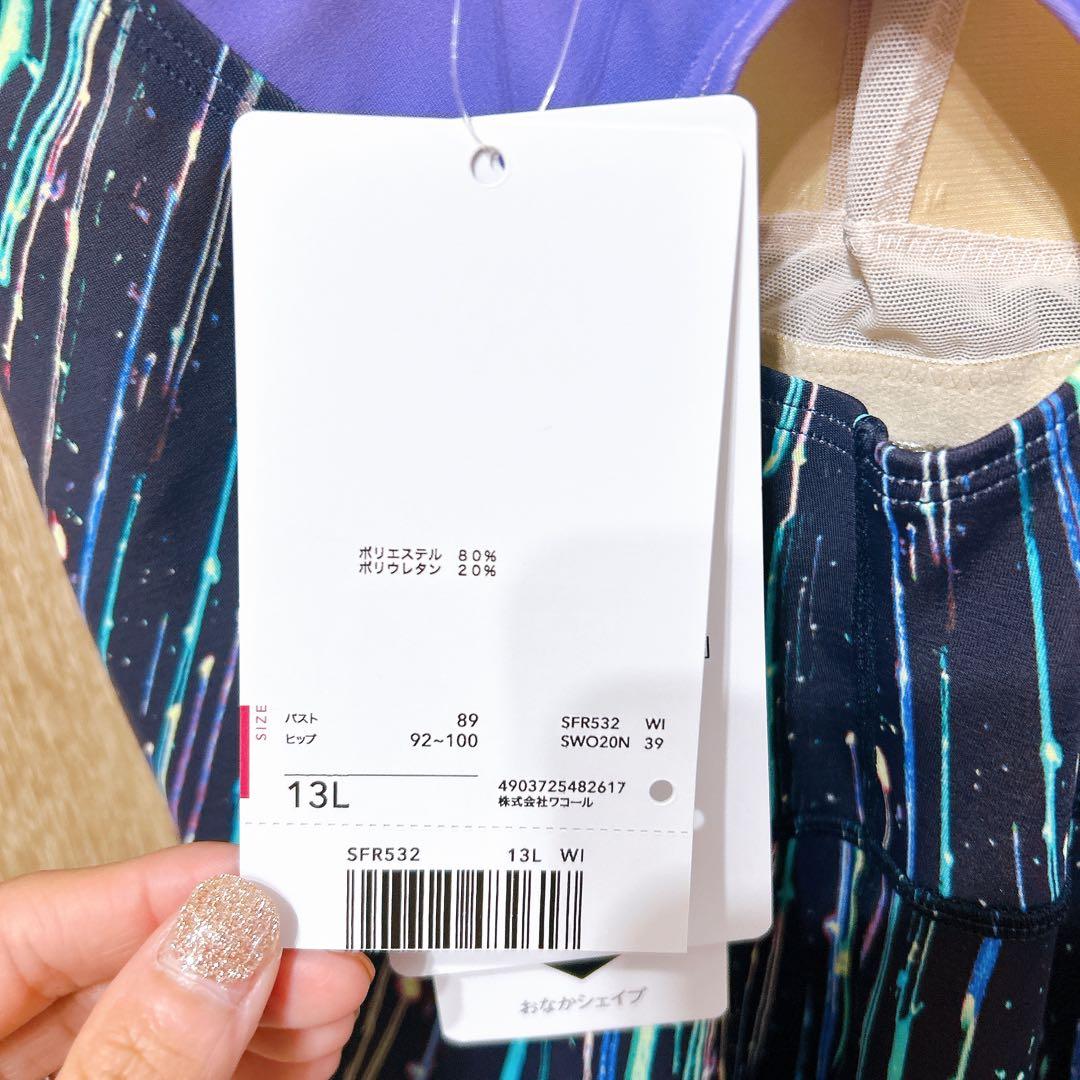 ポリエステル 80%
ポリウレタン 20%
SIZE
バスト 89
ヒップ 92~100
13L
SFR532 WI
SWO20N 39
4903725482617
株式会社ワコール
SFR532 13L WI
おなかシェイプ